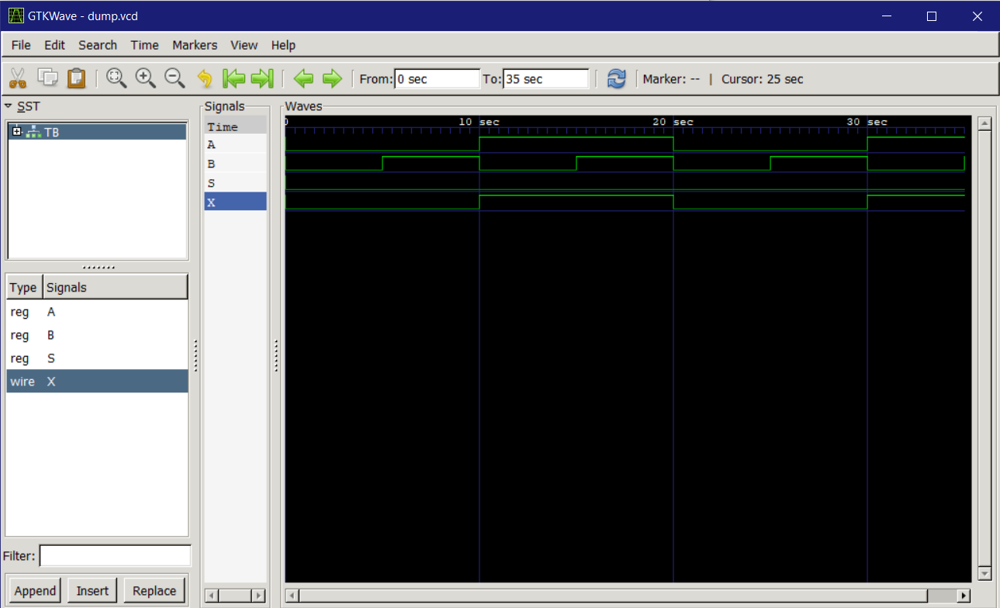 GTKWave - dump.vcd
File Edit Search Time Markers View Help
From: 0 sec To: 35 sec Marker: -- | Cursor: 25 sec
SST
TB
Type Signals
reg A
reg B
reg S
wire X
Filter:
Append Insert Replace
Signals
Time
A
B
S
X
Waves
0 10 sec 20 sec 30 sec